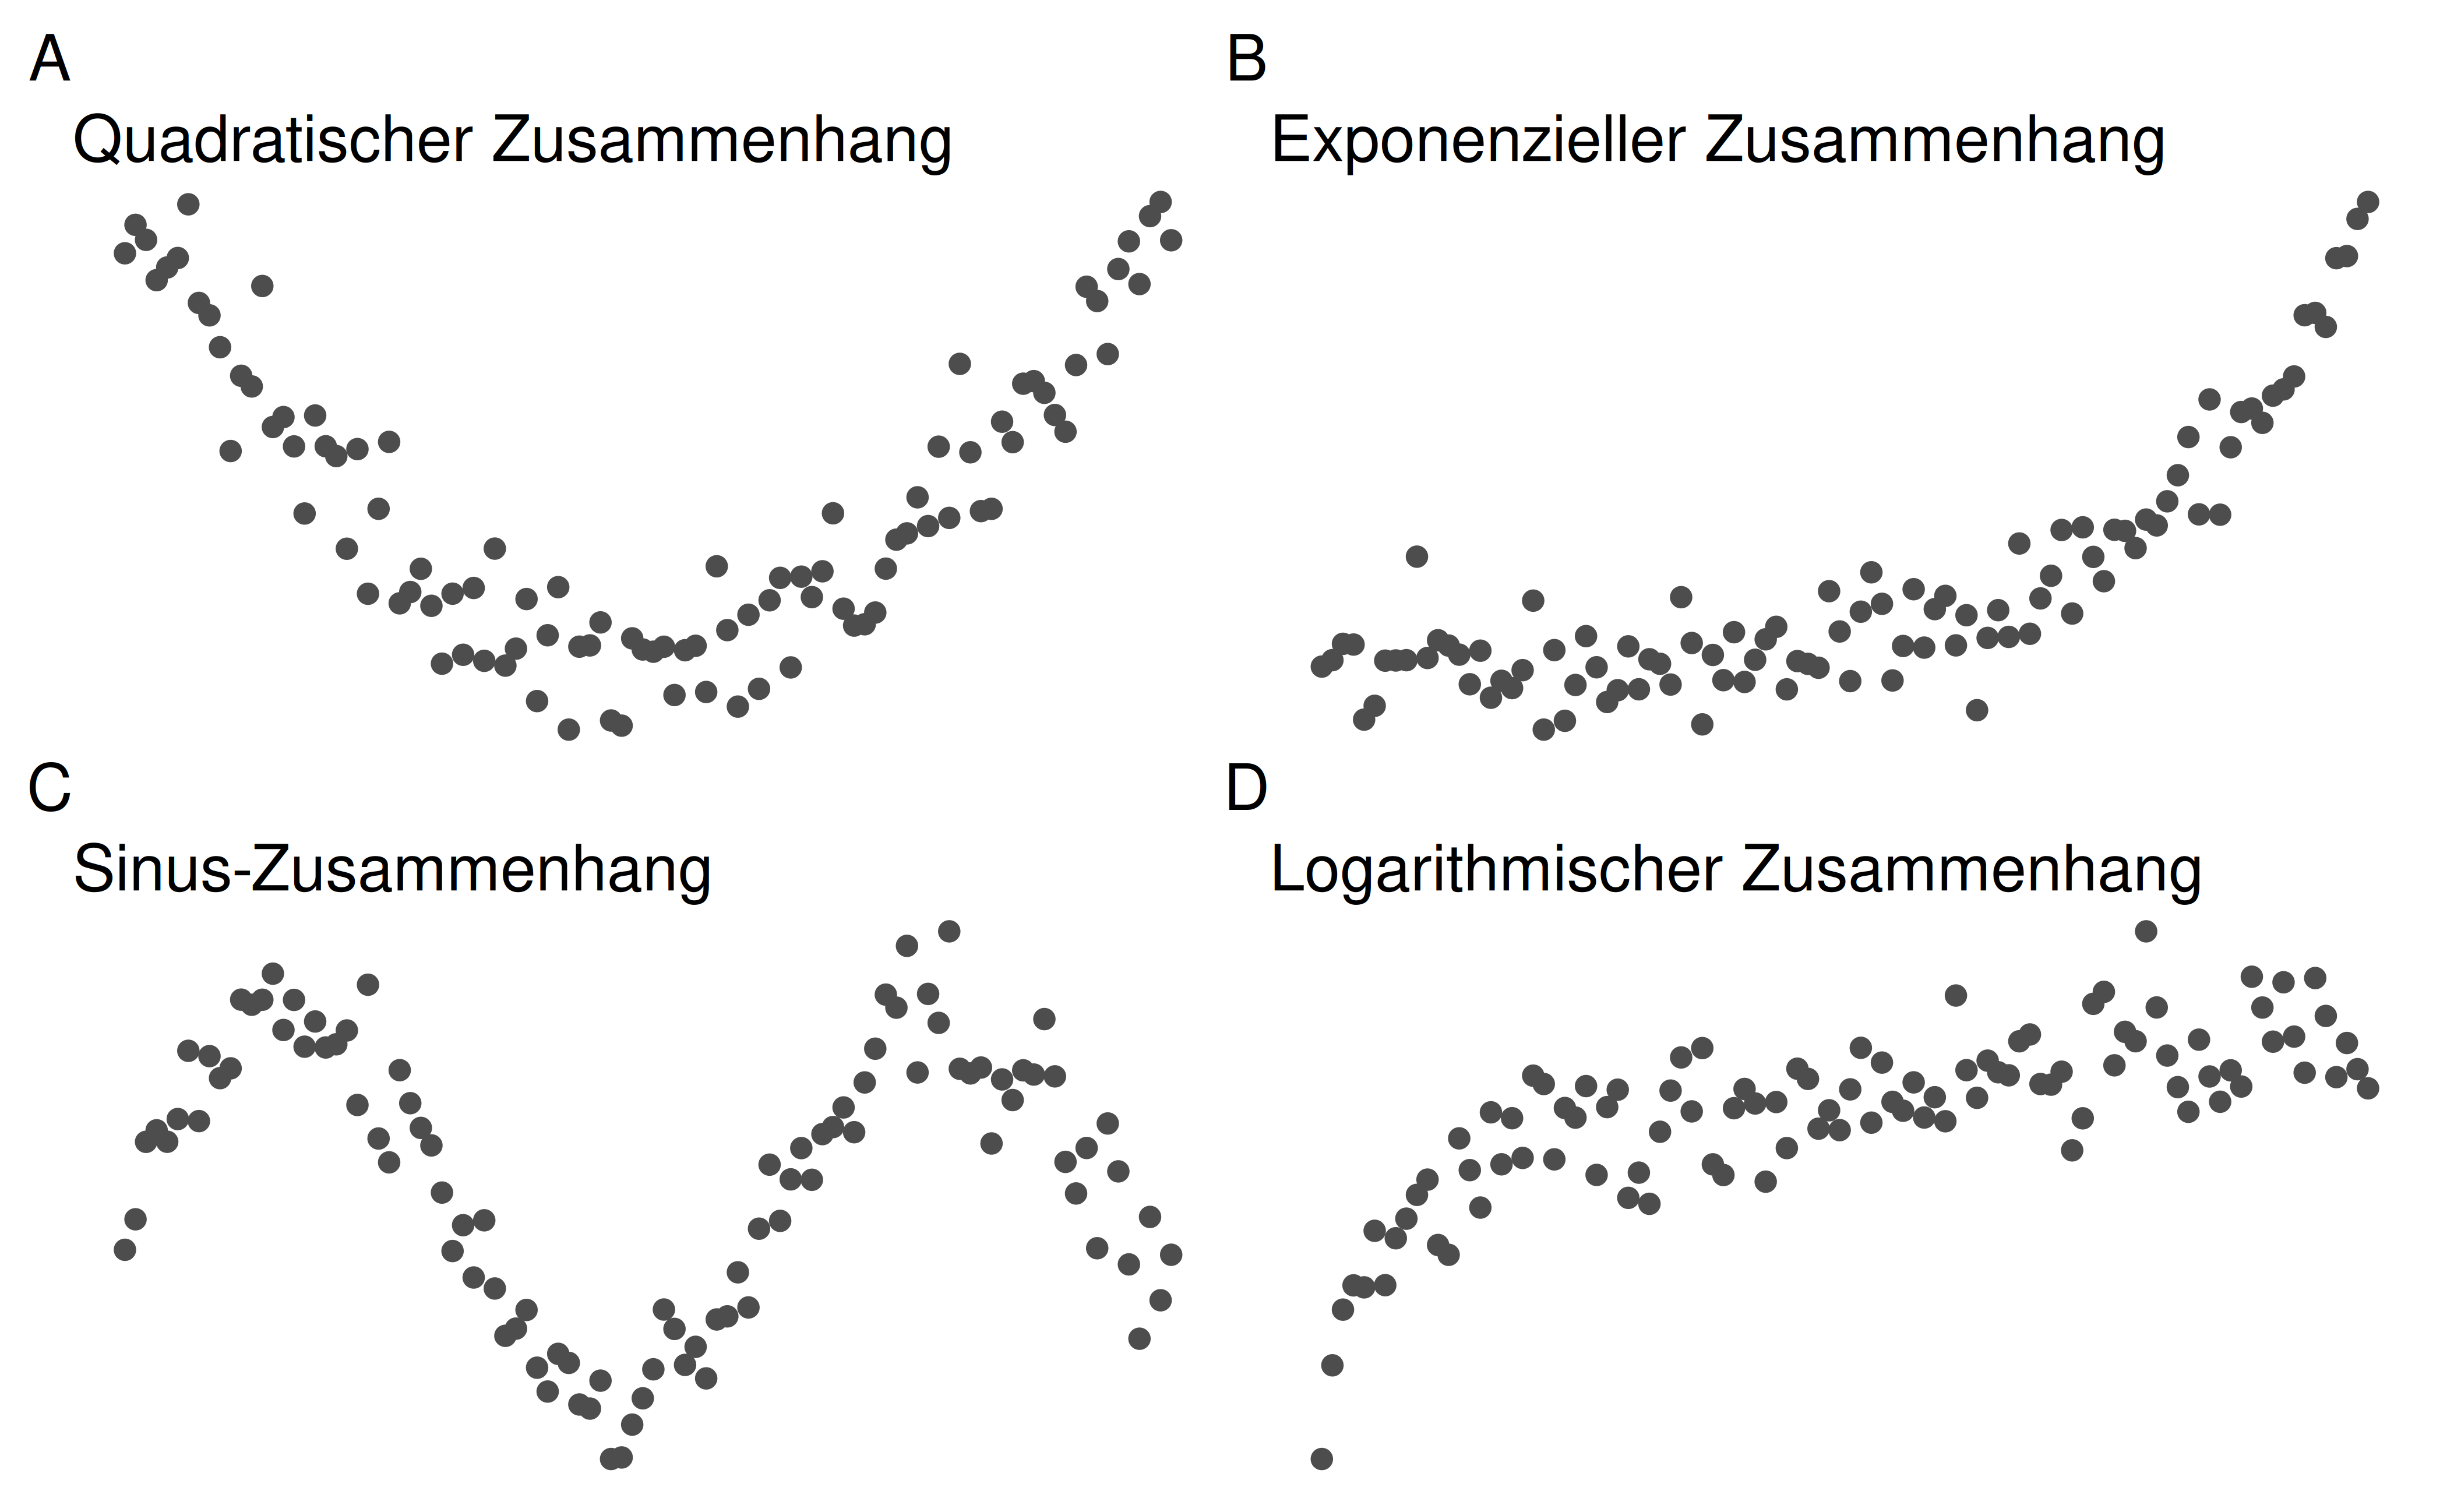 A
Quadratischer Zusammenhang
B
Exponenzieller Zusammenhang
C
Sinus-Zusammenhang
D
Logarithmischer Zusammenhang